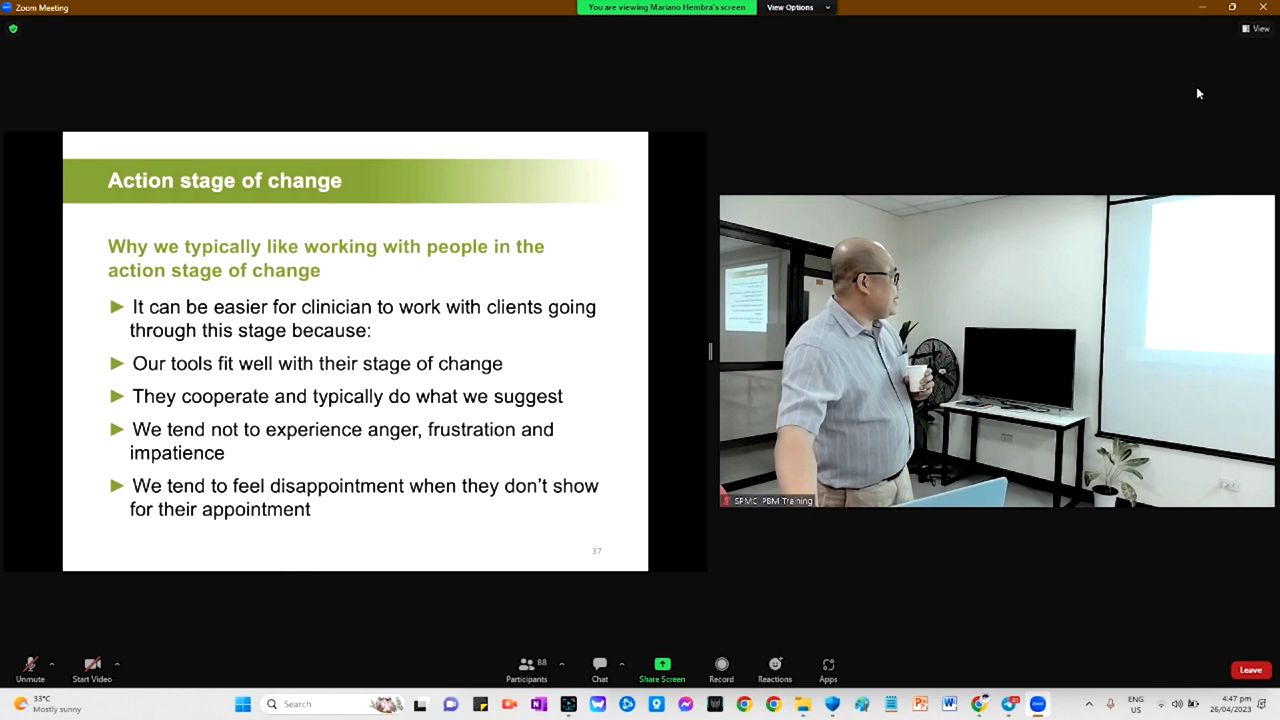 Zoom Meeting
You are viewing Mariano Hembra's screen
View Options
View
Action stage of change
Why we typically like working with people in the
action stage of change
It can be easier for clinician to work with clients going
through this stage because:
Our tools fit well with their stage of change
They cooperate and typically do what we suggest
We tend not to experience anger, frustration and
impatience
We tend to feel disappointment when they don't show
for their appointment
37
SPMC_PBM Training
Unmute
Start Video
88
Participants
Chat
Share Screen
Record
Reactions
Apps
Leave
33°C
Mostly sunny
Search
ENG
US
4:47 pm
26/04/2023